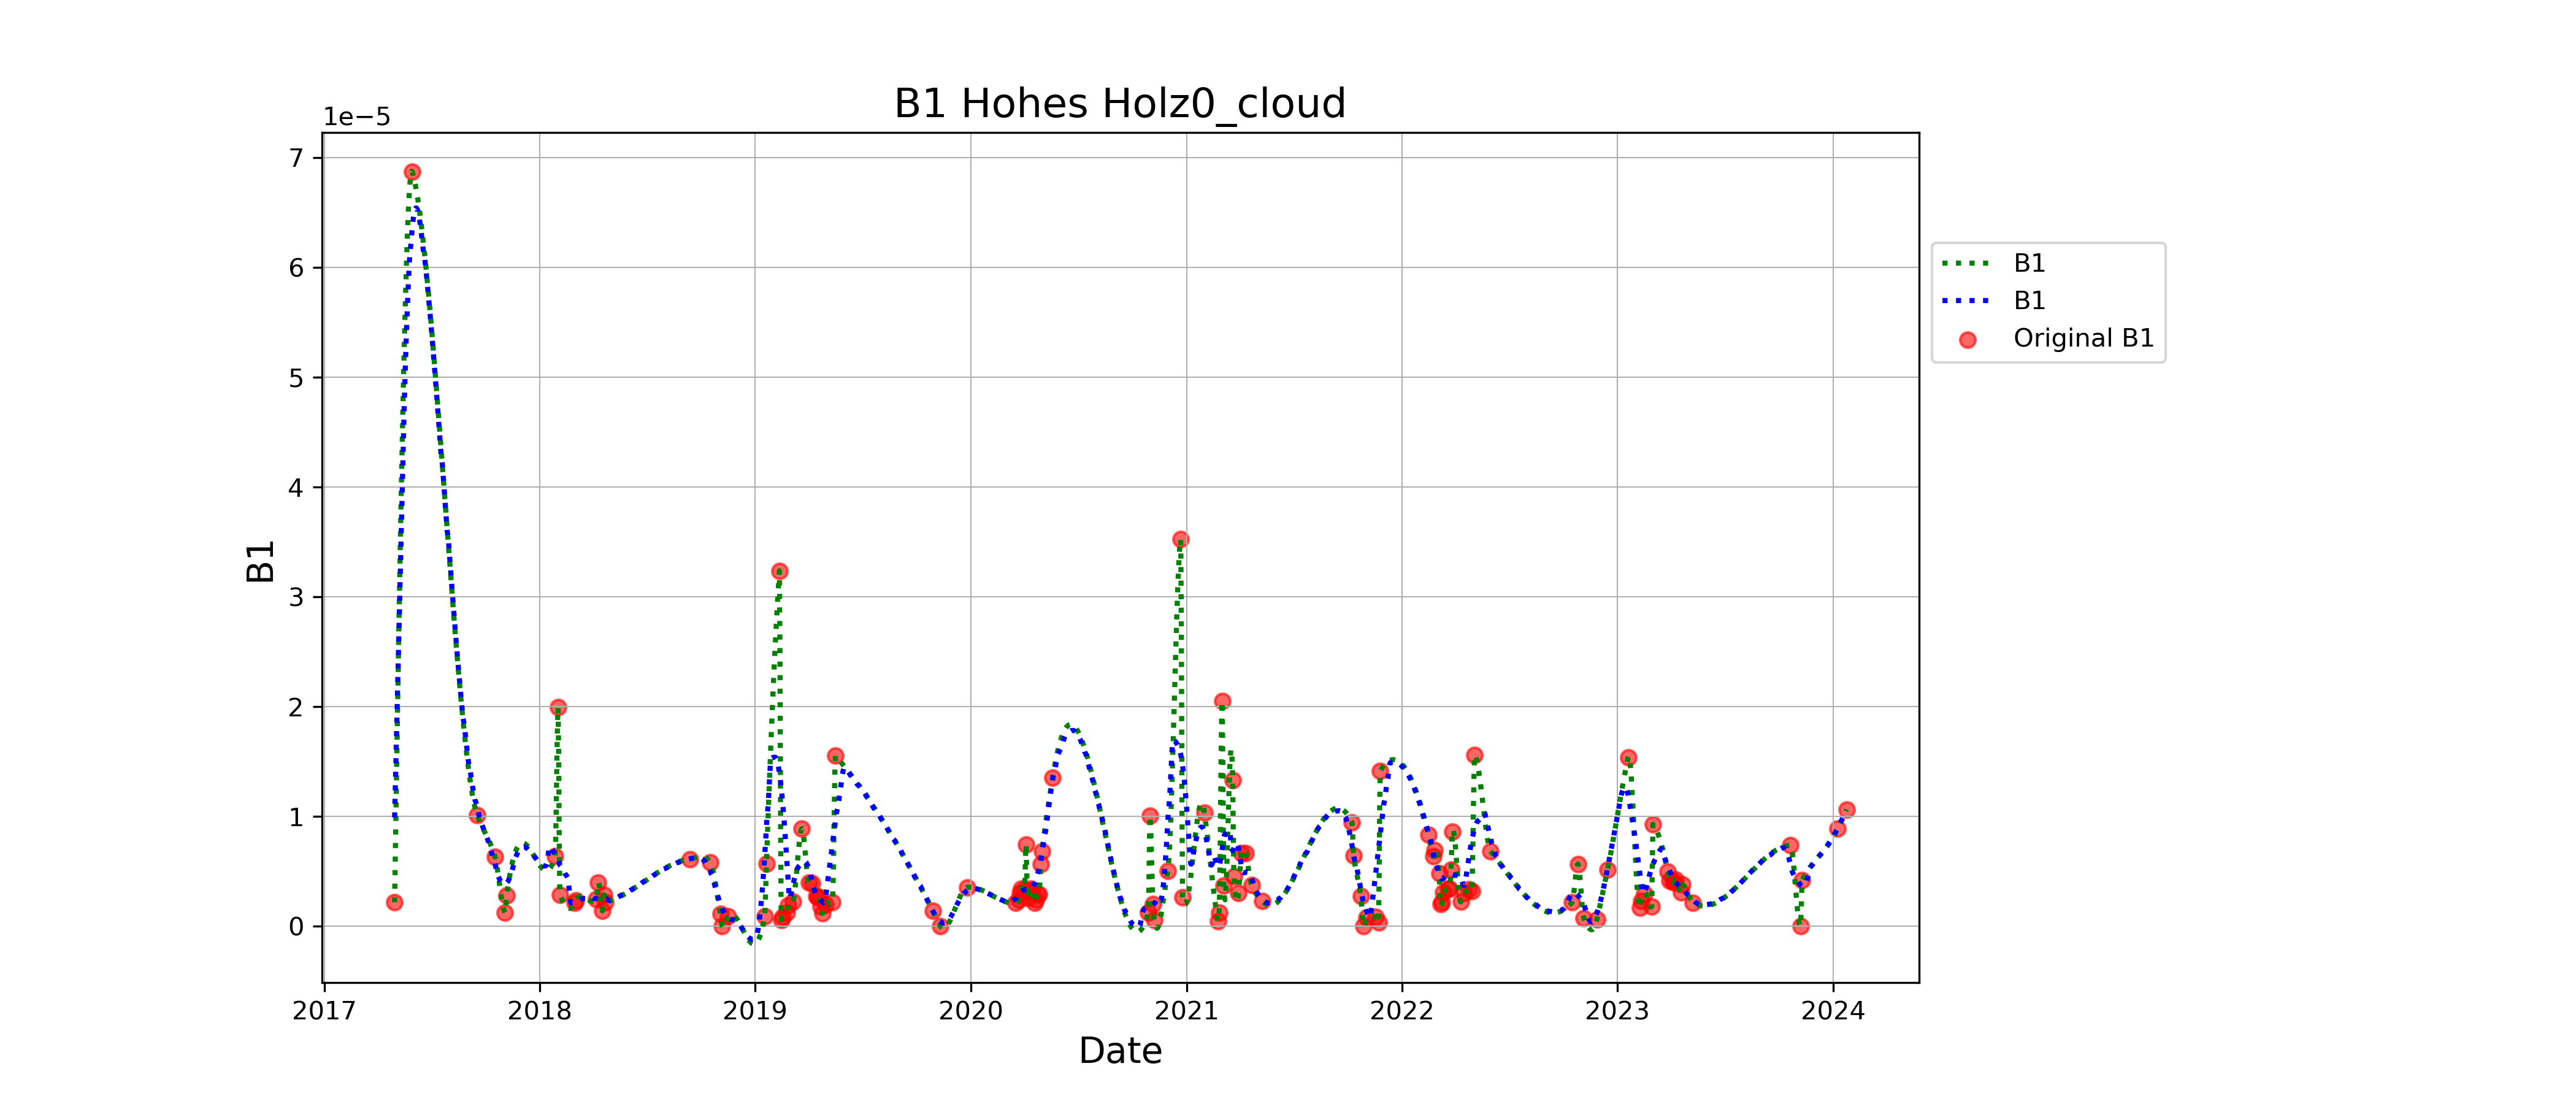 B1 Hohes Holz0_cloud
1e−5
7
6
5
4
3
2
1
0
B1
2017 2018 2019 2020 2021 2022 2023 2024
Date
B1
B1
Original B1